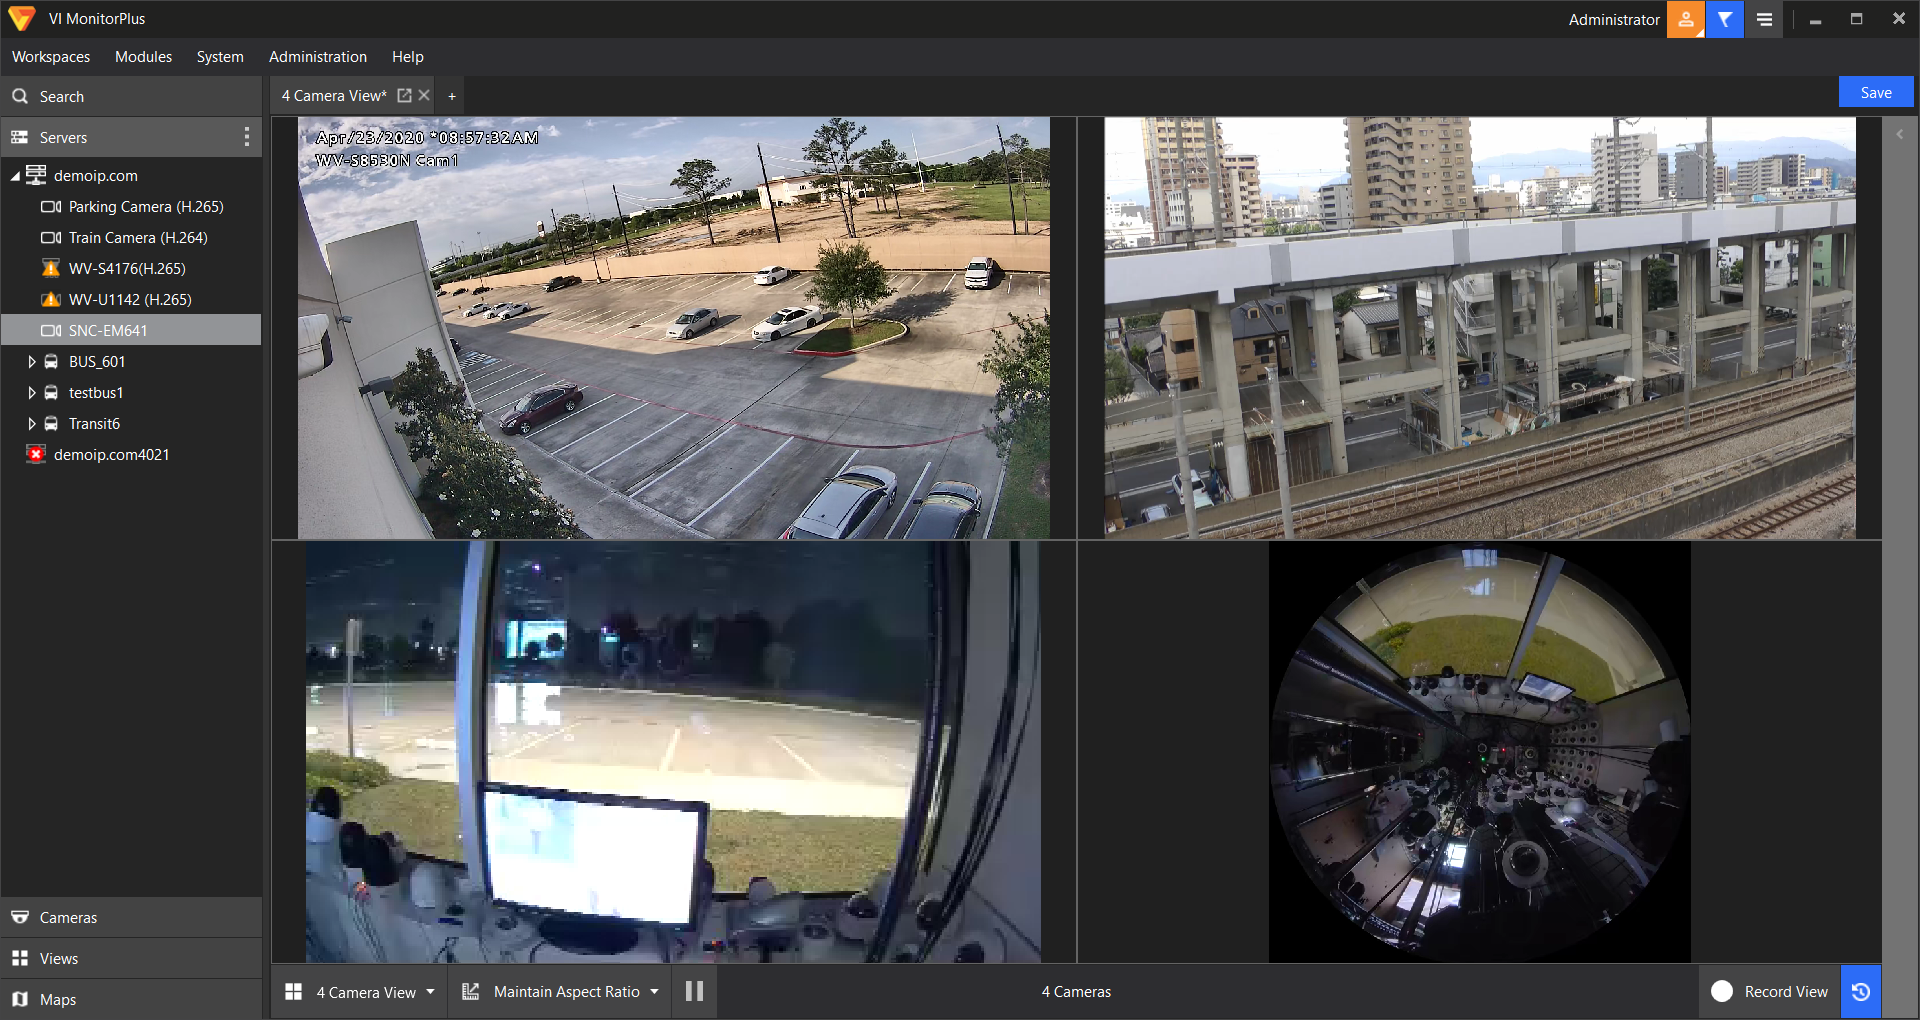 VI MonitorPlus
Administrator
Workspaces
Modules
System
Administration
Help
Search
4 Camera View*
+
Save
Servers
demoip.com
Parking Camera (H.265)
Train Camera (H.264)
WV-S4176(H.265)
WV-U1142 (H.265)
SNC-EM641
BUS_601
testbus1
Transit6
demoip.com4021
Apr/23/2020 *08:57:32AM
WV-S8530N Cam1
Cameras
Views
Maps
4 Camera View
Maintain Aspect Ratio
4 Cameras
Record View